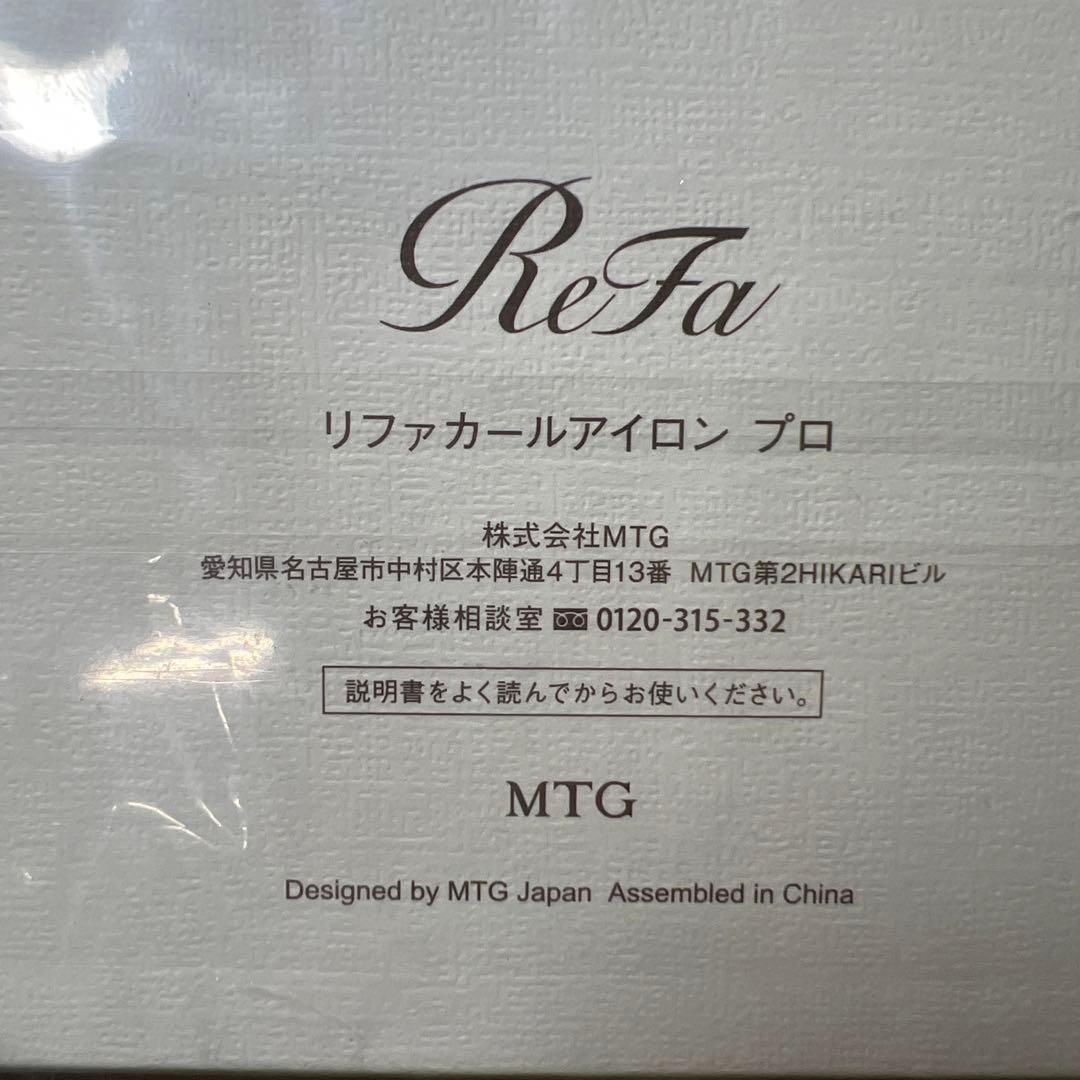 ReFa
リファカールアイロン プロ
株式会社MTG
愛知県名古屋市中村区本陣通4丁目13番 MTG第2HIKARIビル
お客様相談室 0120-315-332
説明書をよく読んでからお使いください。
MTG
Designed by MTG Japan Assembled in China